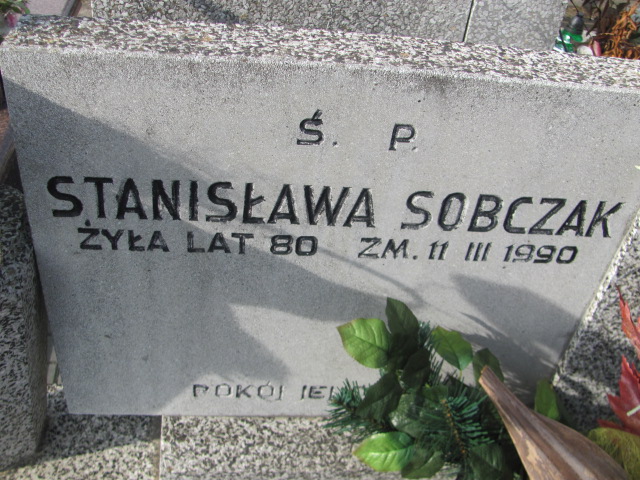 Ś. P.
STANISŁAWA SOBCZAK
ŻYŁA LAT 80 ZM. 11 III 1990
POKÓJ JEJ